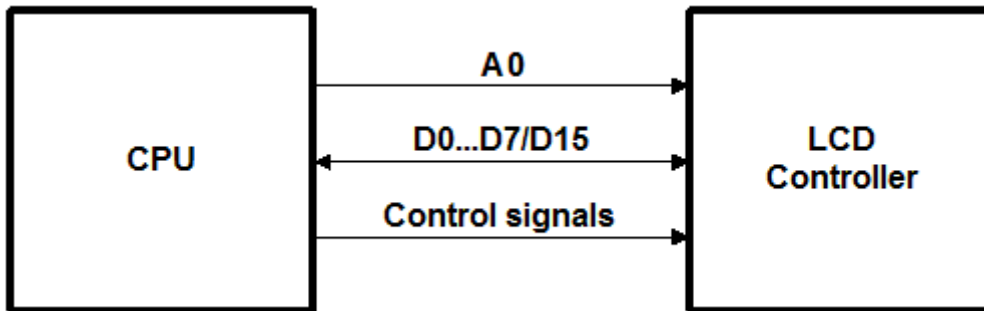 CPU
A0
D0...D7/D15
Control signals
LCD
Controller